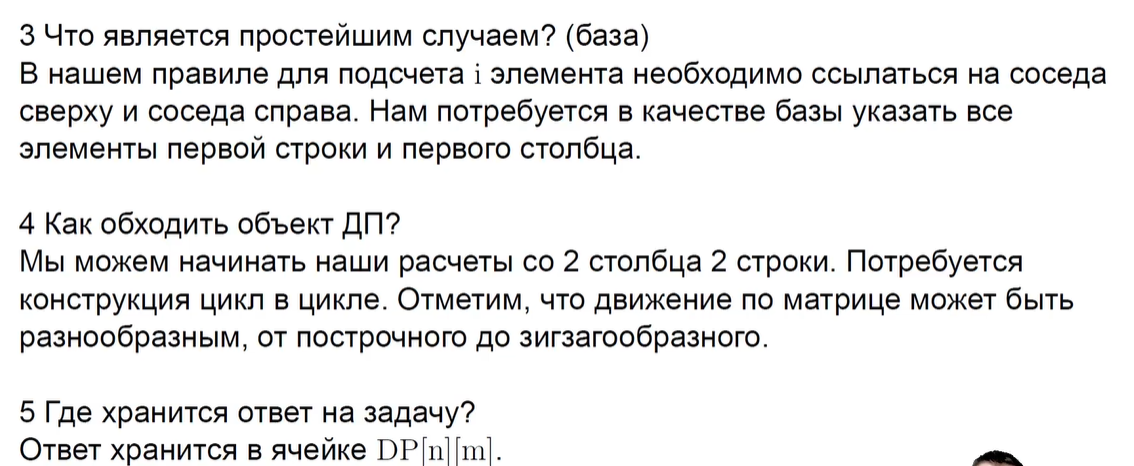 3 Что является простейшим случаем? (база)
В нашем правиле для подсчета i элемента необходимо ссылаться на соседа
сверху и соседа справа. Нам потребуется в качестве базы указать все
элементы первой строки и первого столбца.
4 Как обходить объект ДП?
Мы можем начинать наши расчеты со 2 столбца 2 строки. Потребуется
конструкция цикл в цикле. Отметим, что движение по матрице может быть
разнообразным, от построчного до зигзагообразного.
5 Где хранится ответ на задачу?
Ответ хранится в ячейке DP[n][m].